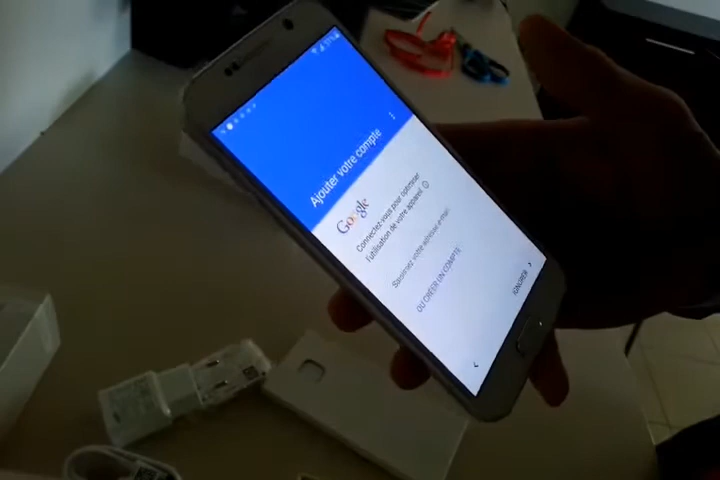 Ajouter votre compte
Google
Connectez-vous pour optimiser
l'utilisation de votre appareil.
Saisissez votre adresse e-mail
OU CRÉER UN COMPTE
IGNORER